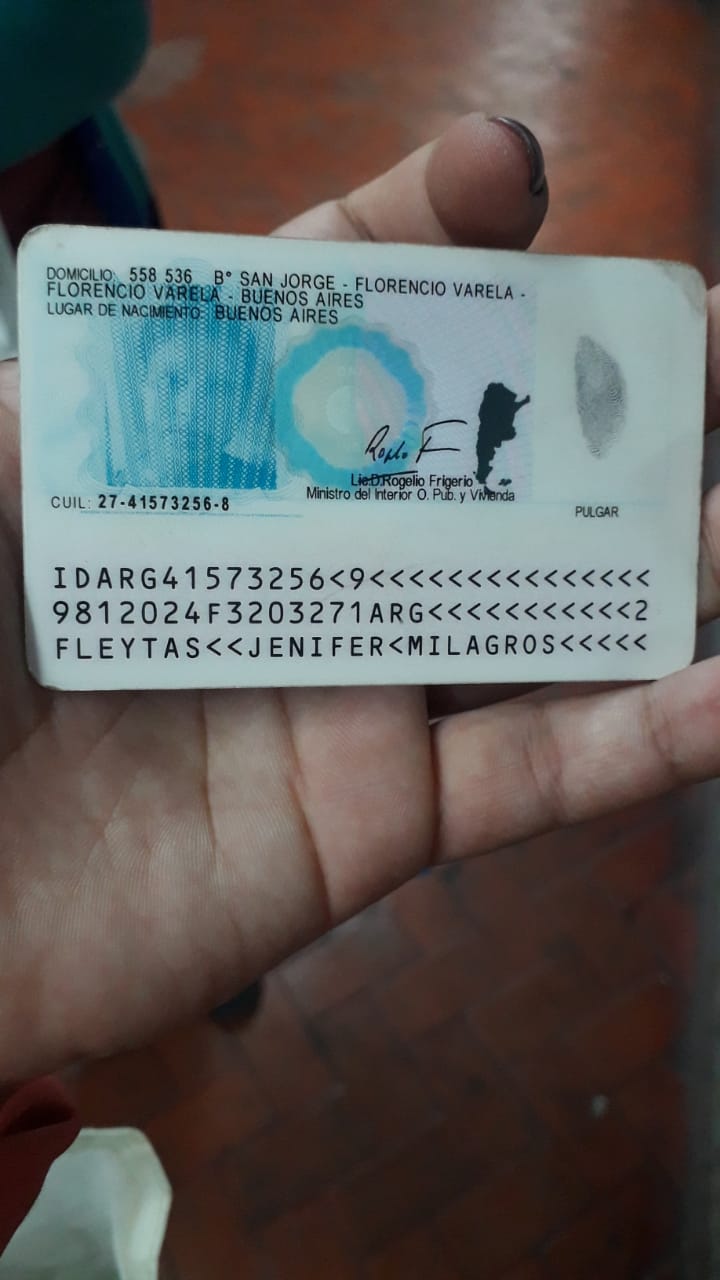 DOMICILIO: 558 536 B° SAN JORGE - FLORENCIO VARELA -
FLORENCIO VARELA - BUENOS AIRES
LUGAR DE NACIMIENTO: BUENOS AIRES
Lic.D.Rogelio Frigerio
Ministro del Interior O. Pub. y Vivienda
CUIL: 27-41573256-8
PULGAR
IDARG41573256<9<<<<<<<<<<<<<<<
9812024F3203271ARG<<<<<<<<<<<2
FLEYTAS<<JENIFER<MILAGROS<<<<<